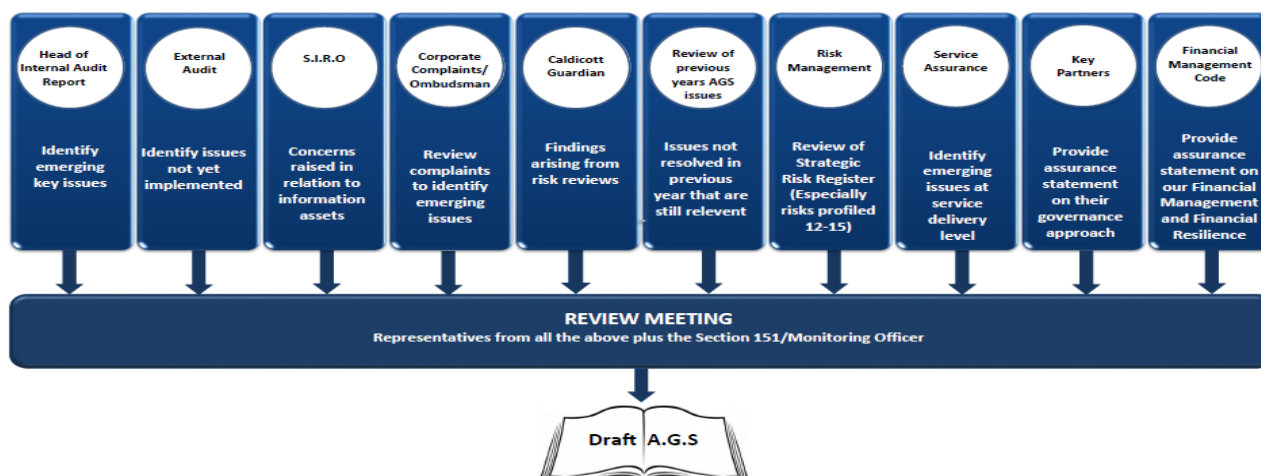 Head of
Internal Audit
Report
Identify
emerging
key issues
External
Audit
Identify issues
not yet
implemented
S.I.R.O
Concerns
raised in
relation to
information
assets
Corporate
Complaints/
Ombudsman
Review
complaints
to identify
emerging
issues
Caldicott
Guardian
Findings
arising from
risk reviews
Review of
previous
years AGS
issues
Issues not
resolved in
previous
year that are
still relevent
Risk
Management
Review of
Strategic
Risk Register
(Especially
risks profiled
12-15)
Service
Assurance
Identify
emerging
issues at
service
delivery
level
Key
Partners
Provide
assurance
statement
on their
governance
approach
Financial
Management
Code
Provide
assurance
statement on
our Financial
Management
and Financial
Resilience
REVIEW MEETING
Representatives from all the above plus the Section 151/Monitoring Officer
Draft A.G.S